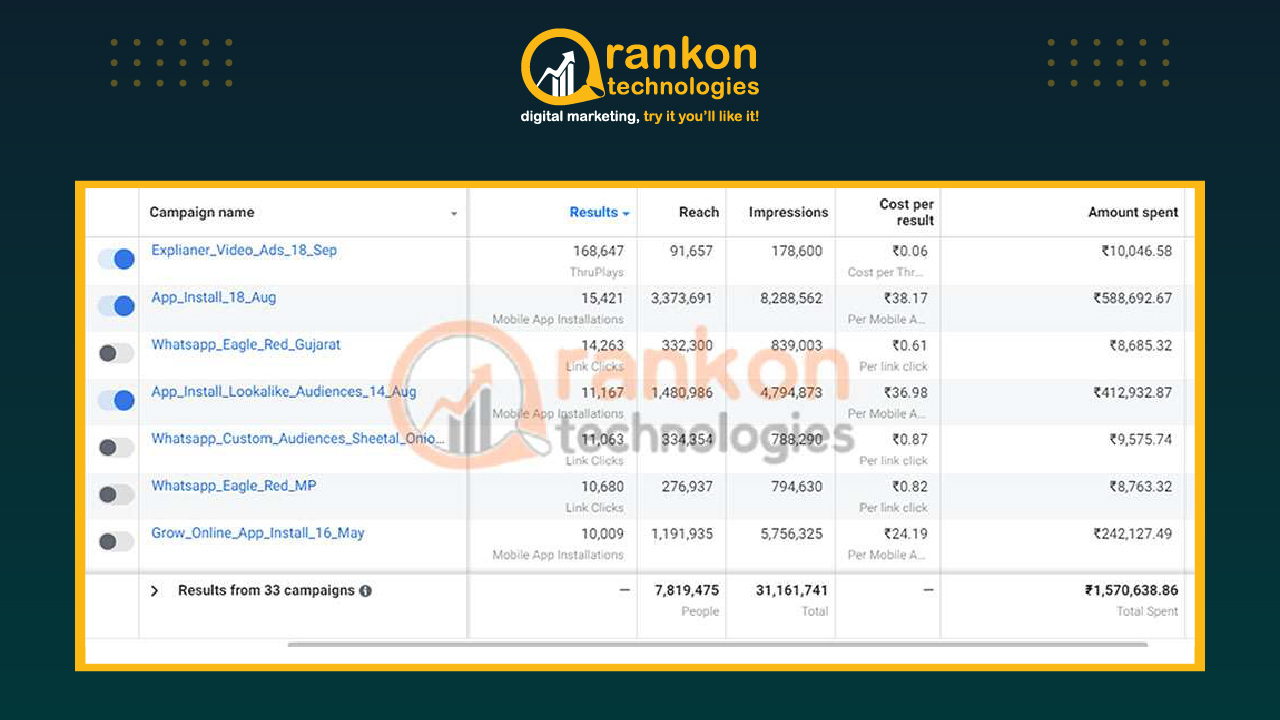 rankon
technologies
digital marketing, try it you'll like it!
Campaign name Results Reach Impressions Cost per result Amount spent
Explianer_Video_Ads_18_Sep 168,647 91,657 178,600 ₹0.06 ₹10,046.58
ThruPlays Cost per Thr...
App_Install_18_Aug 15,421 3,373,691 8,288,562 ₹38.17 ₹588,692.67
Mobile App Installations Per Mobile A...
Whatsapp_Eagle_Red_Gujarat 14,263 332,300 839,003 ₹0.61 ₹8,685.32
Link Clicks Per link click
App_Install_Lookalike_Audiences_14_Aug 11,167 1,480,986 4,794,873 ₹36.98 ₹412,932.87
Mobile App Installations Per Mobile A...
Whatsapp_Custom_Audiences_Sheetal_Onio... 11,063 334,354 788,290 ₹0.87 ₹9,575.74
Link Clicks Per link click
Whatsapp_Eagle_Red_MP 10,680 276,937 794,630 ₹0.82 ₹8,763.32
Link Clicks Per link click
Grow_Online_App_Install_16_May 10,009 1,191,935 5,756,325 ₹24.19 ₹242,127.49
Mobile App Installations Per Mobile A...
Results from 33 campaigns — 7,819,475 31,161,741 — ₹1,570,638.86
People Total Total Spent
rankon
technologies